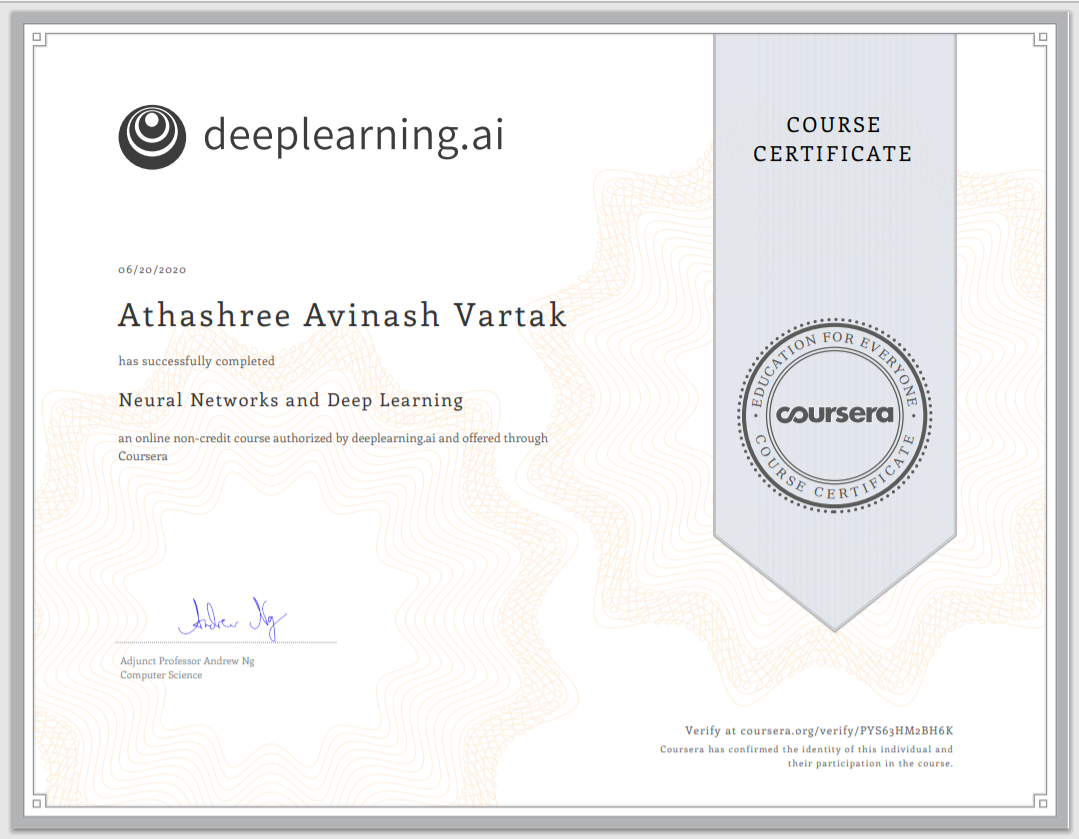 deeplearning.ai
COURSE
CERTIFICATE
06/20/2020
Athashree Avinash Vartak
has successfully completed
Neural Networks and Deep Learning
an online non-credit course authorized by deeplearning.ai and offered through
Coursera
EDUCATION FOR EVERYONE
coursera
COURSE CERTIFICATE
Andrew Ng
Adjunct Professor Andrew Ng
Computer Science
Verify at coursera.org/verify/PYS63HM2BH6K
Coursera has confirmed the identity of this individual and
their participation in the course.